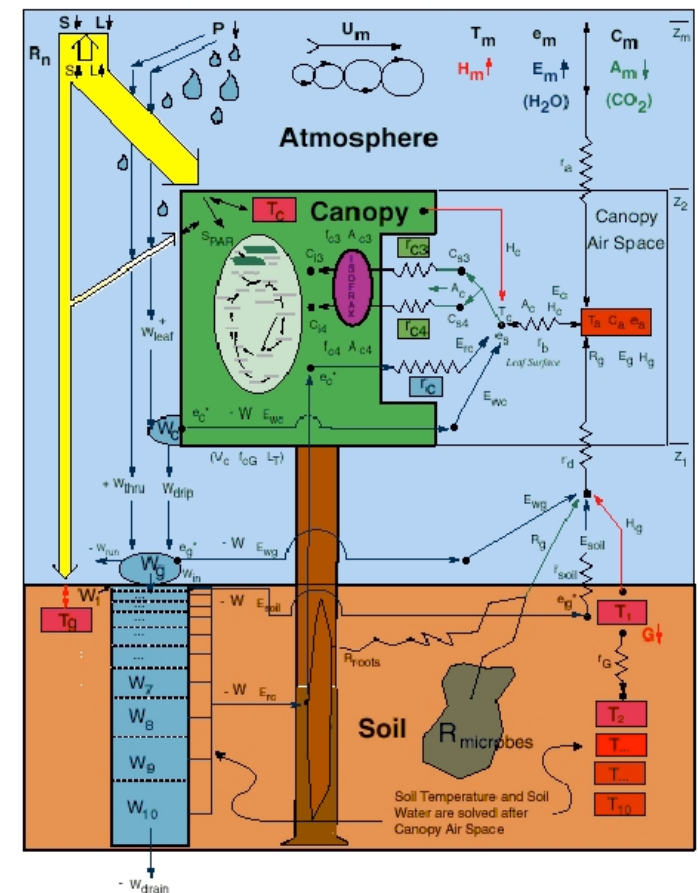 S L P U_m T_m e_m C_m Z_m
R_n H_m E_m A_m
S L (H₂O) (CO₂)
Atmosphere
r_a
Z_2
T_c Canopy
Canopy
Air Space
S_PAR f_c3 A_c3 r_C3 H_c
C_i3 C_s3
ISOFRAX
A_c E_c
+ W_leaf C_i4 C_s4 T_c A_c H_c T_a C_a e_a
r_C4 e_s r_b R_g E_g H_g
f_c4 A_c4 E_rc Leaf Surface
e_c* r_c
E_wc
W_c e_c* - W E_wc
(V_c f_cG L_T) Z_1
r_d
+ W_thru W_drip
E_wg
- W_run e_g* - W E_wg R_g E_soil H_g
W_g W_in r_soil
W_1 - W E_soil e_g* T_1
T_g G
...
...
... R_roots r_G
W_7 - W E_rc
W_8 Soil R_microbes T_2
W_9 T...
T...
W_10 T_10
Soil Temperature and Soil
Water are solved after
Canopy Air Space
- W_drain